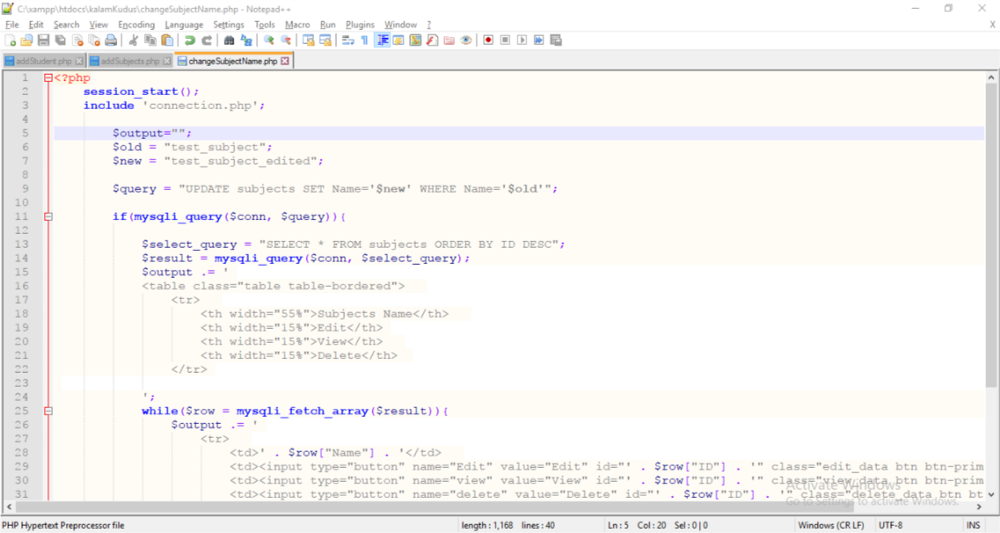 C:\xampp\htdocs\kalamKudus\changeSubjectName.php - Notepad++
File Edit Search View Encoding Language Settings Tools Macro Run Plugins Window ?
X
addStudent.php addSubjects.php changeSubjectName.php
1 <?php
2 session_start();
3 include 'connection.php';
4
5 $output="";
6 $old = "test_subject";
7 $new = "test_subject_edited";
8
9 $query = "UPDATE subjects SET Name='$new' WHERE Name='$old'";
10
11 if(mysqli_query($conn, $query)){
12
13 $select_query = "SELECT * FROM subjects ORDER BY ID DESC";
14 $result = mysqli_query($conn, $select_query);
15 $output .= '
16 <table class="table table-bordered">
17 <tr>
18 <th width="55%">Subjects Name</th>
19 <th width="15%">Edit</th>
20 <th width="15%">View</th>
21 <th width="15%">Delete</th>
22 </tr>
23
24 ';
25 while($row = mysqli_fetch_array($result)){
26 $output .= '
27 <tr>
28 <td>' . $row["Name"] . '</td>
29 <td><input type="button" name="Edit" value="Edit" id="' . $row["ID"] . '" class="edit_data btn btn-prim
30 <td><input type="button" name="view" value="View" id="' . $row["ID"] . '" class="view_data btn btn-prim
31 <td><input type="button" name="delete" value="Delete" id="' . $row["ID"] . '" class="delete_data btn bt
Activate Windows
Go to Settings to activate Windows.
PHP Hypertext Preprocessor file length : 1,168 lines : 40 Ln : 5 Col : 20 Sel : 0 | 0 Windows (CR LF) UTF-8 INS